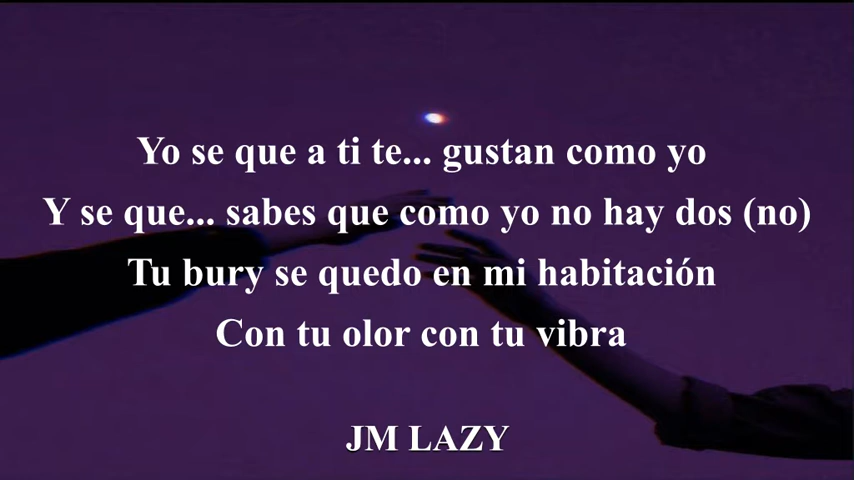 Yo se que a ti te... gustan como yo
Y se que... sabes que como yo no hay dos (no)
Tu bury se quedo en mi habitación
Con tu olor con tu vibra
JM LAZY